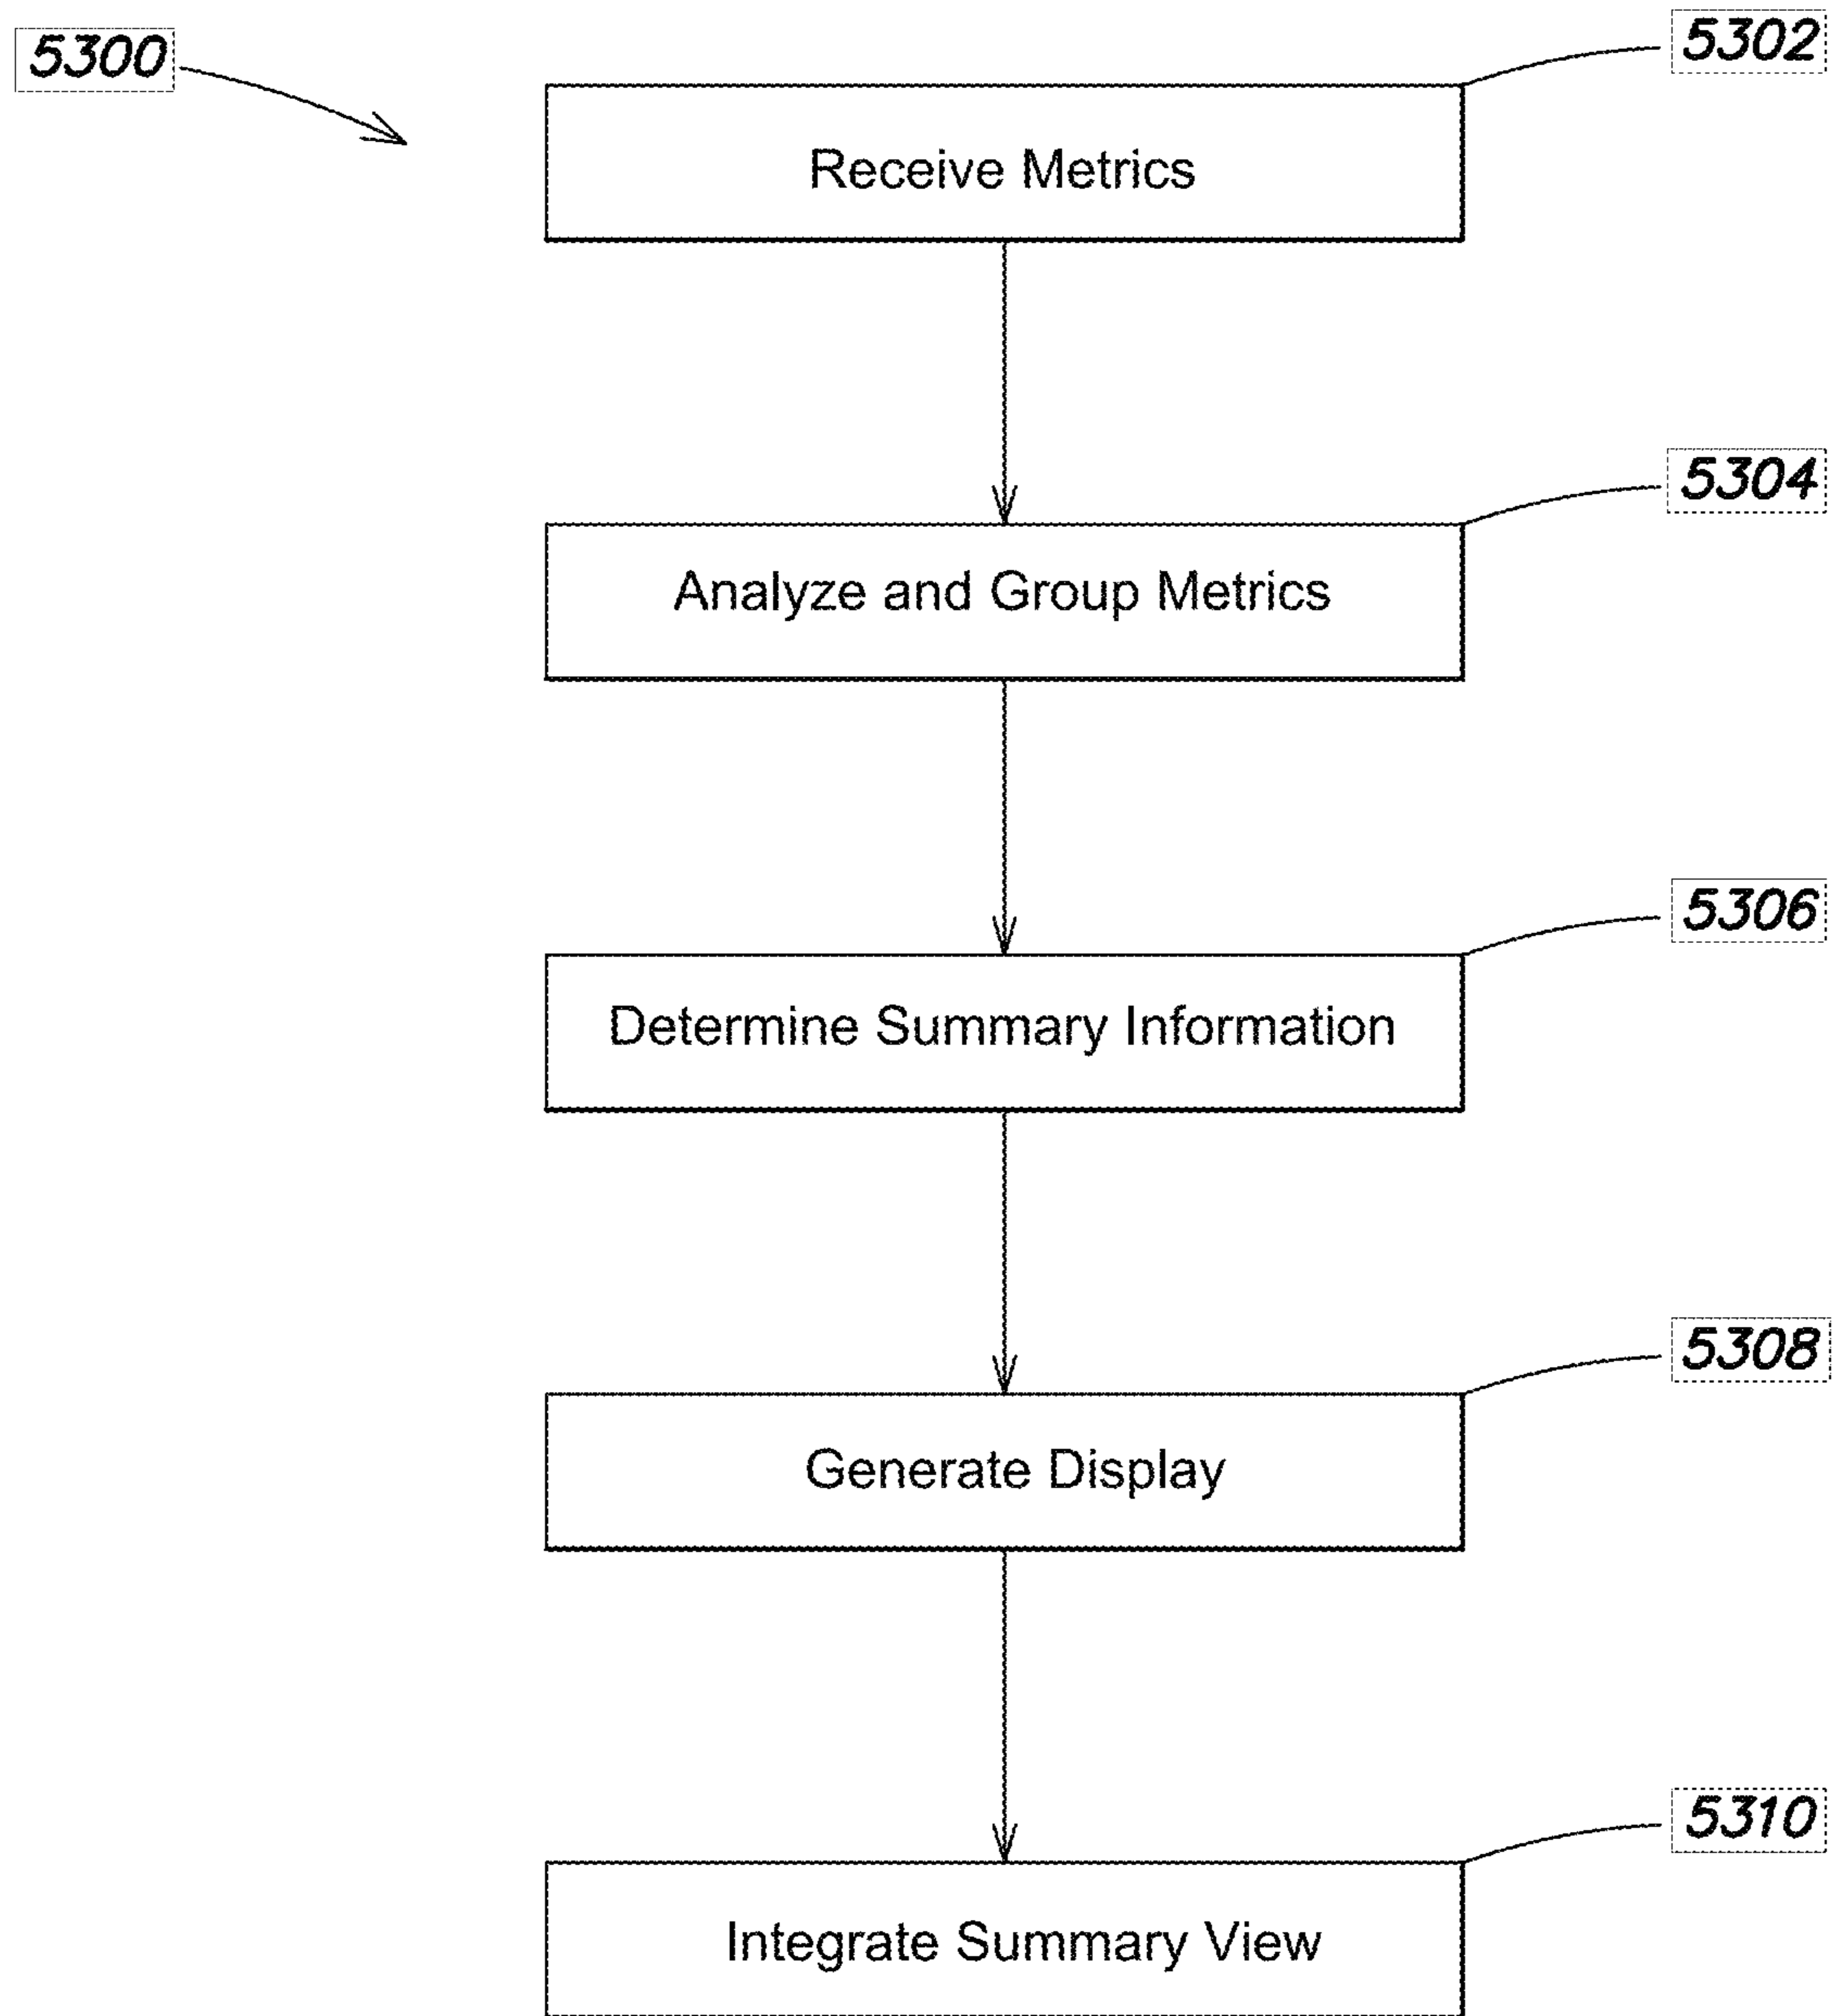 5300
5302
Receive Metrics
5304
Analyze and Group Metrics
5306
Determine Summary Information
5308
Generate Display
5310
Integrate Summary View